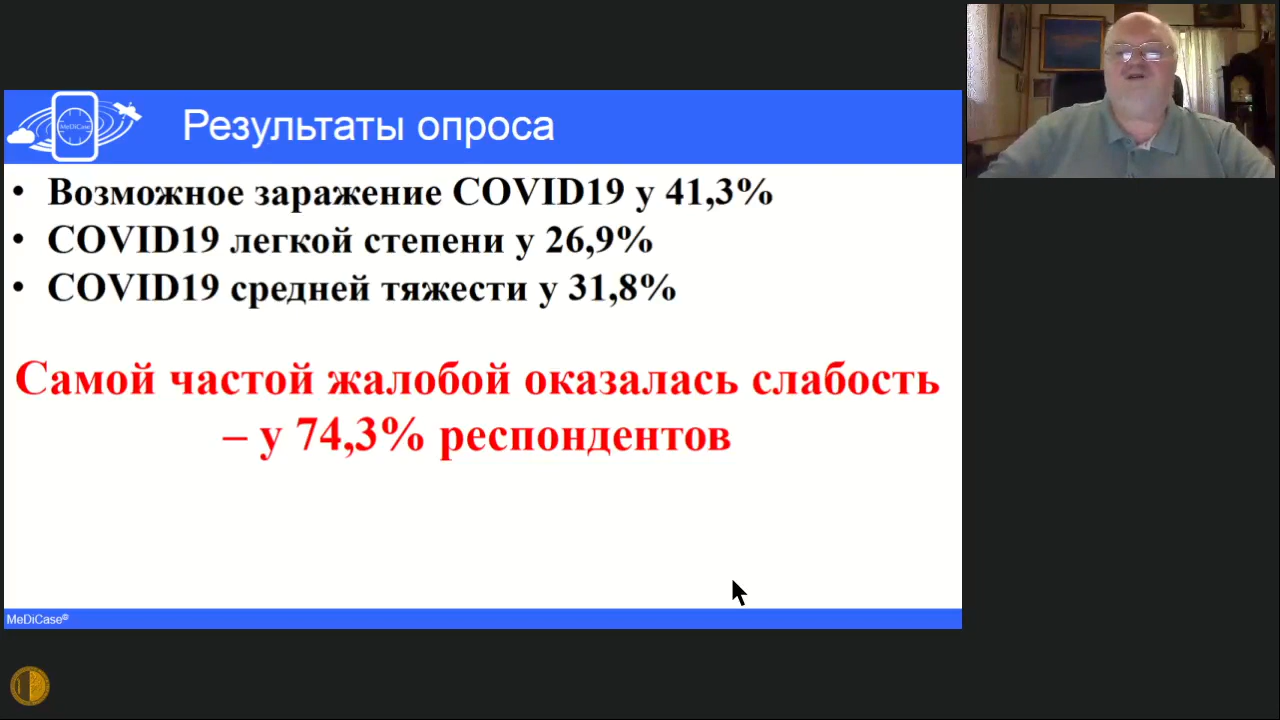 MeDiCase
Результаты опроса
• Возможное заражение COVID19 у 41,3%
• COVID19 легкой степени у 26,9%
• COVID19 средней тяжести у 31,8%
Самой частой жалобой оказалась слабость
– у 74,3% респондентов
MeDiCase®